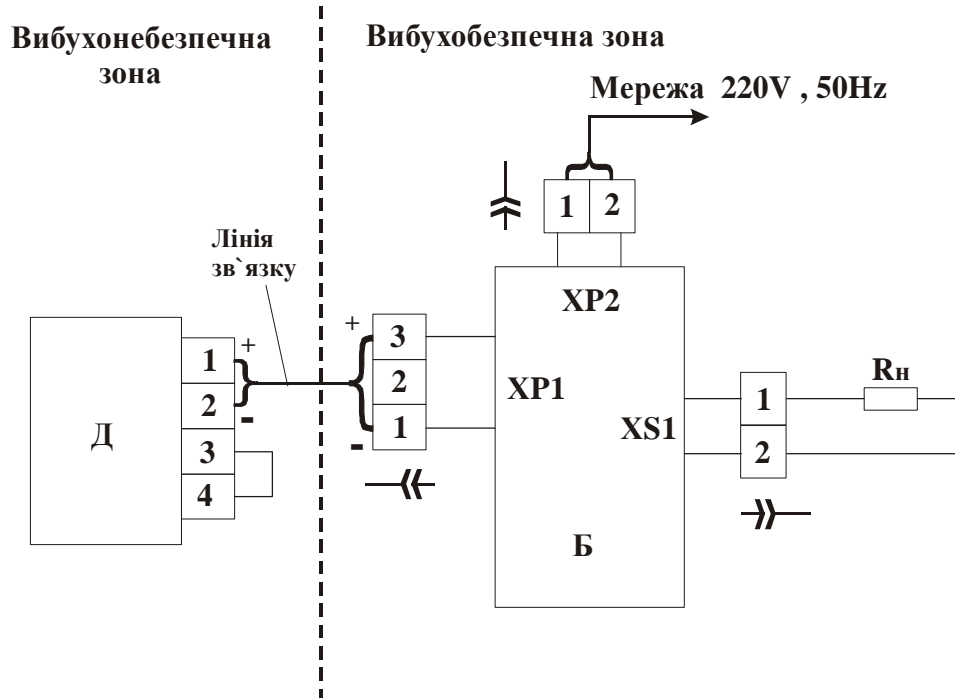 Вибухонебезпечна
зона
Вибухобезпечна зона
Мережа 220V , 50Hz
1 2
Лінія
зв`язку
XP2
+
3
2
1
-
XP1
Д
1
2
3
4
+
-
XS1
1
2
Rн
Б